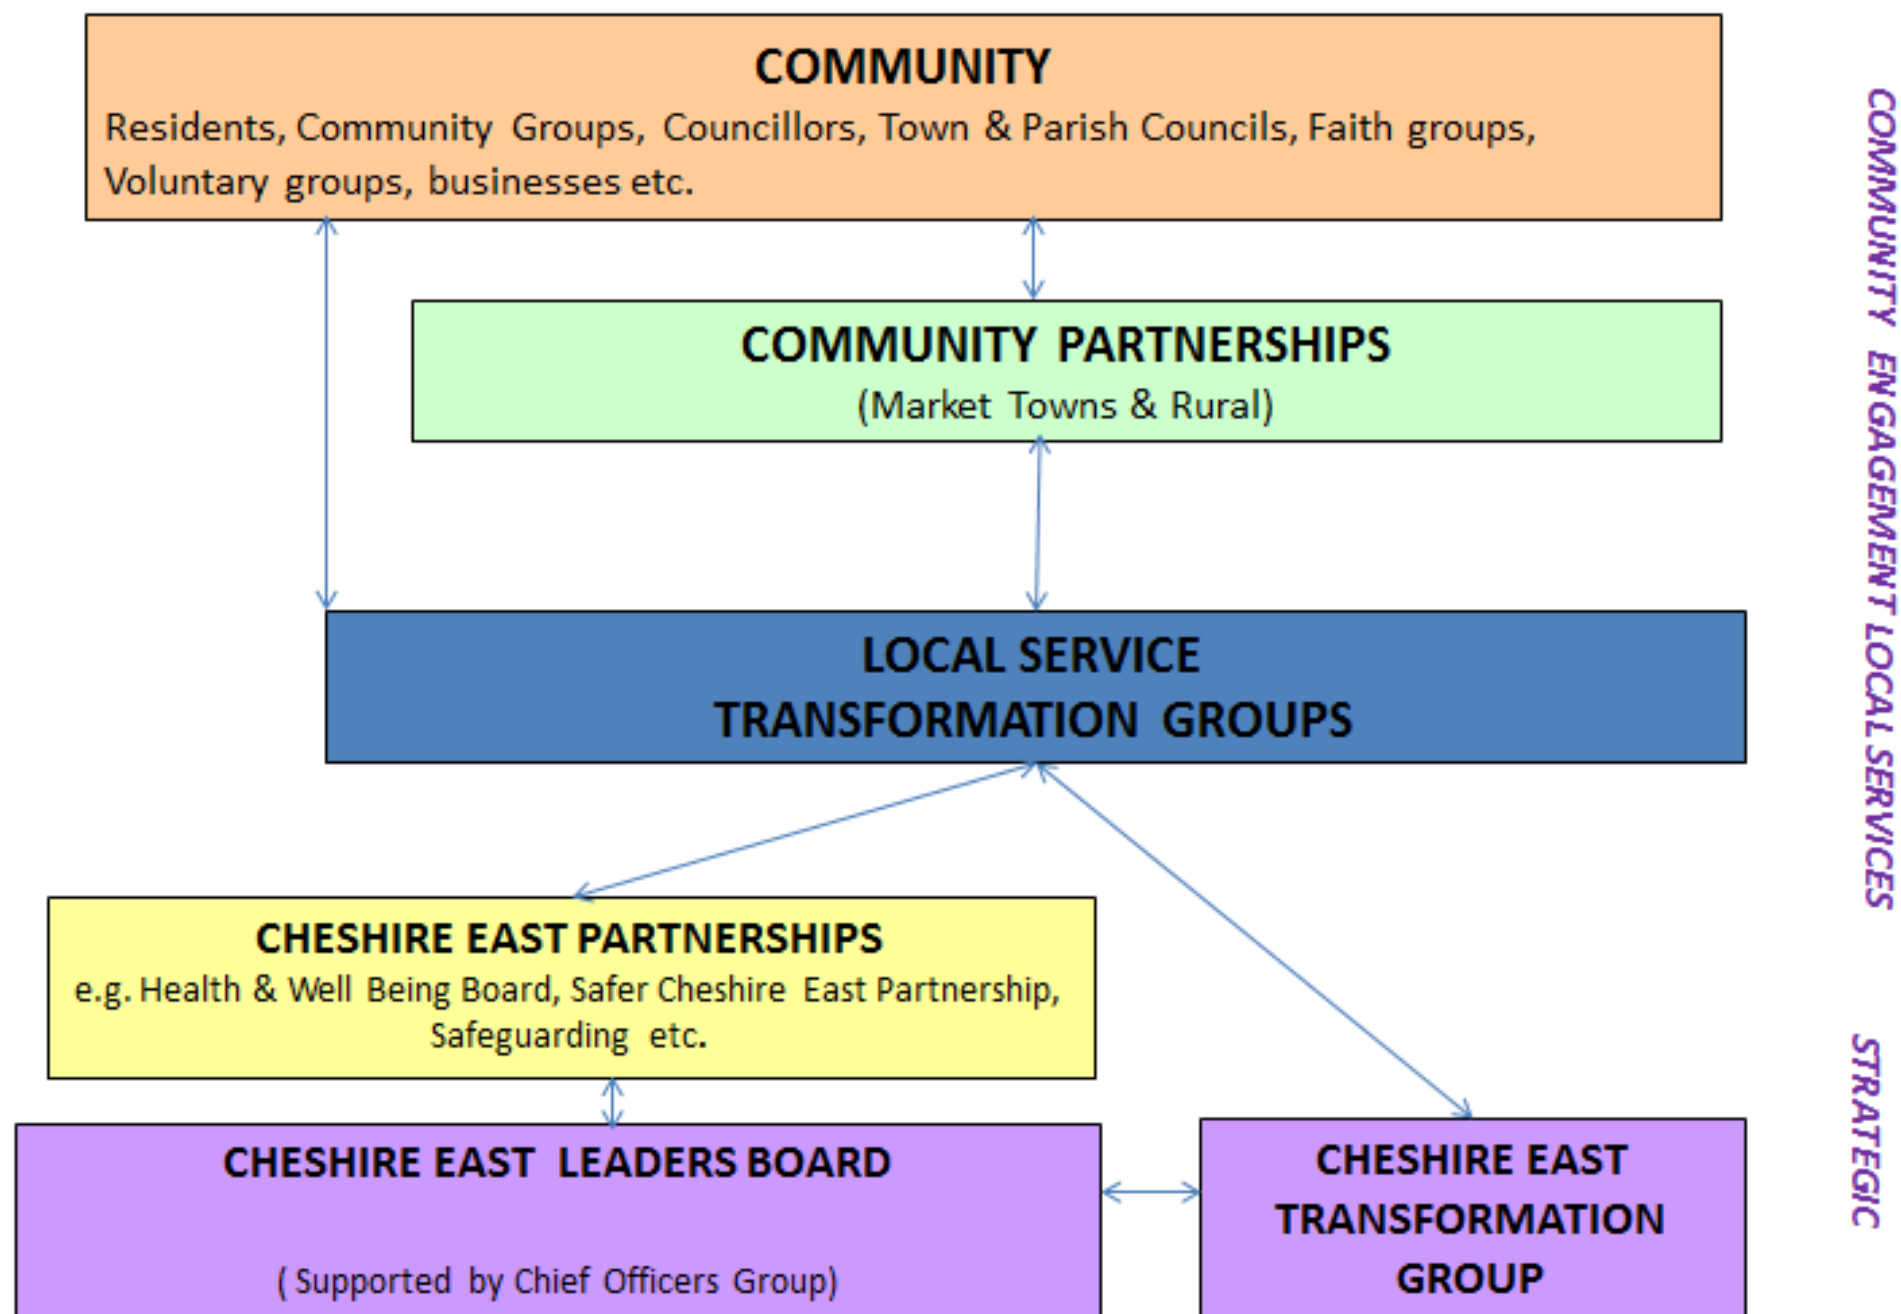 COMMUNITY
Residents, Community Groups, Councillors, Town & Parish Councils, Faith groups,
Voluntary groups, businesses etc.
COMMUNITY PARTNERSHIPS
(Market Towns & Rural)
LOCAL SERVICE
TRANSFORMATION GROUPS
CHESHIRE EAST PARTNERSHIPS
e.g. Health & Well Being Board, Safer Cheshire East Partnership,
Safeguarding etc.
CHESHIRE EAST LEADERS BOARD
( Supported by Chief Officers Group)
CHESHIRE EAST
TRANSFORMATION
GROUP
COMMUNITY ENGAGEMENT LOCAL SERVICES
STRATEGIC